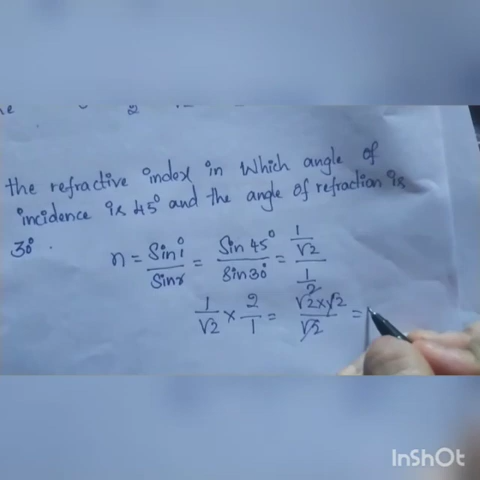 the refractive index in Which angle of
incidence is 45° and the angle of refraction is
30°.
n = Sin i / Sin r = Sin 45° / Sin 30° = 1/√2 / 1/2
1/√2 × 2/1 = √2×√2 / √2 =
InShOt